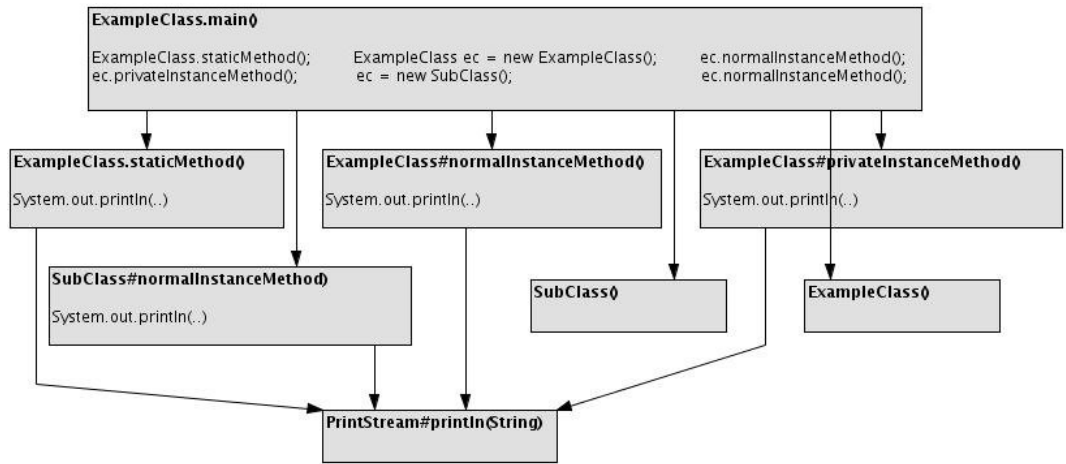 ExampleClass.main()
ExampleClass.staticMethod(); ExampleClass ec = new ExampleClass(); ec.normalInstanceMethod();
ec.privateInstanceMethod(); ec = new SubClass(); ec.normalInstanceMethod();
ExampleClass.staticMethod()
System.out.println(..)
ExampleClass#normalInstanceMethod()
System.out.println(..)
ExampleClass#privateInstanceMethod()
System.out.println(..)
SubClass#normalInstanceMethod)
System.out.println(..)
SubClass()
ExampleClass()
PrintStream#println(String)